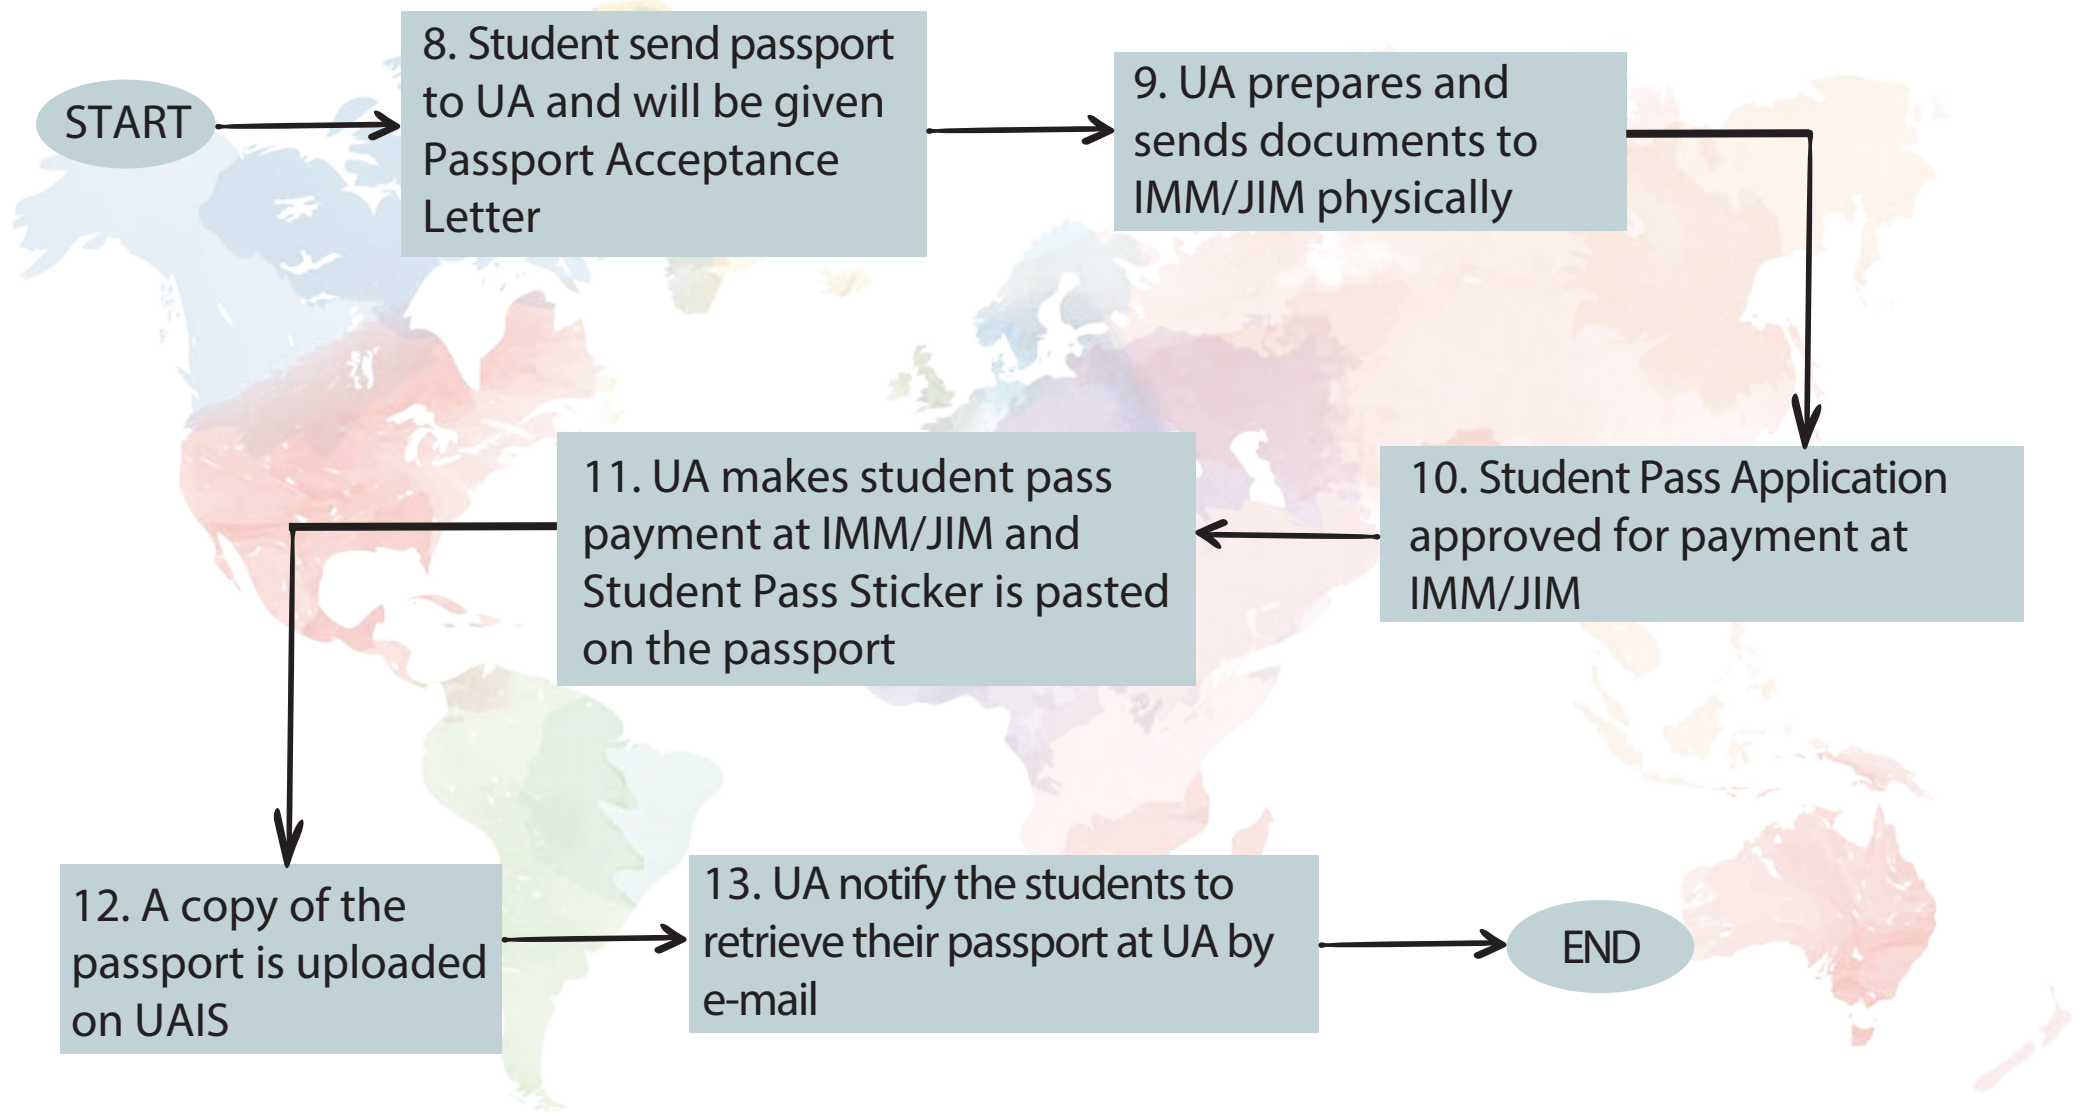 START
8. Student send passport
to UA and will be given
Passport Acceptance
Letter
9. UA prepares and
sends documents to
IMM/JIM physically
10. Student Pass Application
approved for payment at
IMM/JIM
11. UA makes student pass
payment at IMM/JIM and
Student Pass Sticker is pasted
on the passport
12. A copy of the
passport is uploaded
on UAIS
13. UA notify the students to
retrieve their passport at UA by
e-mail
END